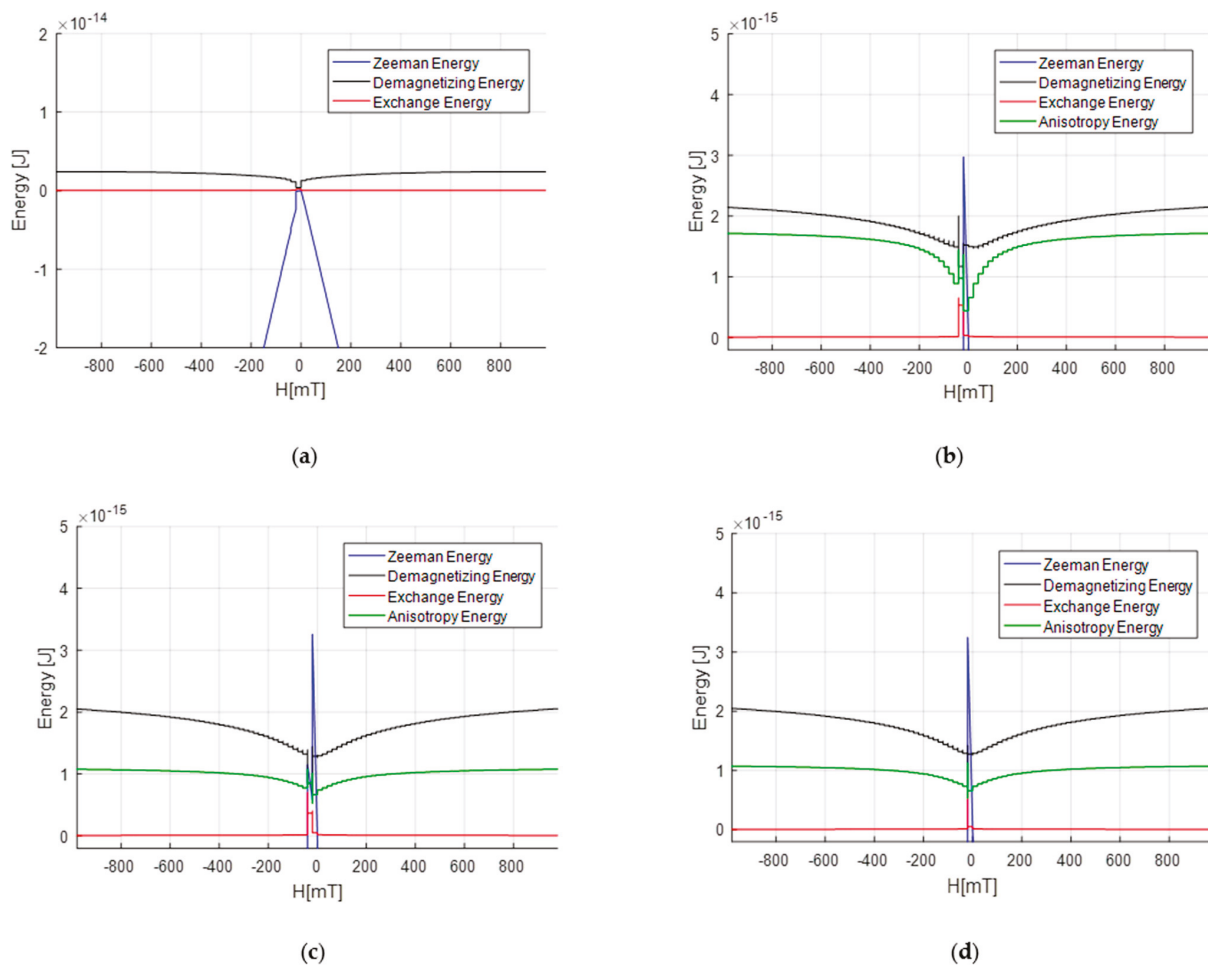 ×10⁻¹⁴
2
1
0
-1
-2
Energy [J]
Zeeman Energy
Demagnetizing Energy
Exchange Energy
-800 -600 -400 -200 0 200 400 600 800
H[mT]
(a)
×10⁻¹⁵
5
4
3
2
1
0
Energy [J]
Zeeman Energy
Demagnetizing Energy
Exchange Energy
Anisotropy Energy
-800 -600 -400 -200 0 200 400 600 800
H[mT]
(b)
×10⁻¹⁵
5
4
3
2
1
0
Energy [J]
Zeeman Energy
Demagnetizing Energy
Exchange Energy
Anisotropy Energy
-800 -600 -400 -200 0 200 400 600 800
H[mT]
(c)
×10⁻¹⁵
5
4
3
2
1
0
Energy [J]
Zeeman Energy
Demagnetizing Energy
Exchange Energy
Anisotropy Energy
-800 -600 -400 -200 0 200 400 600 800
H[mT]
(d)